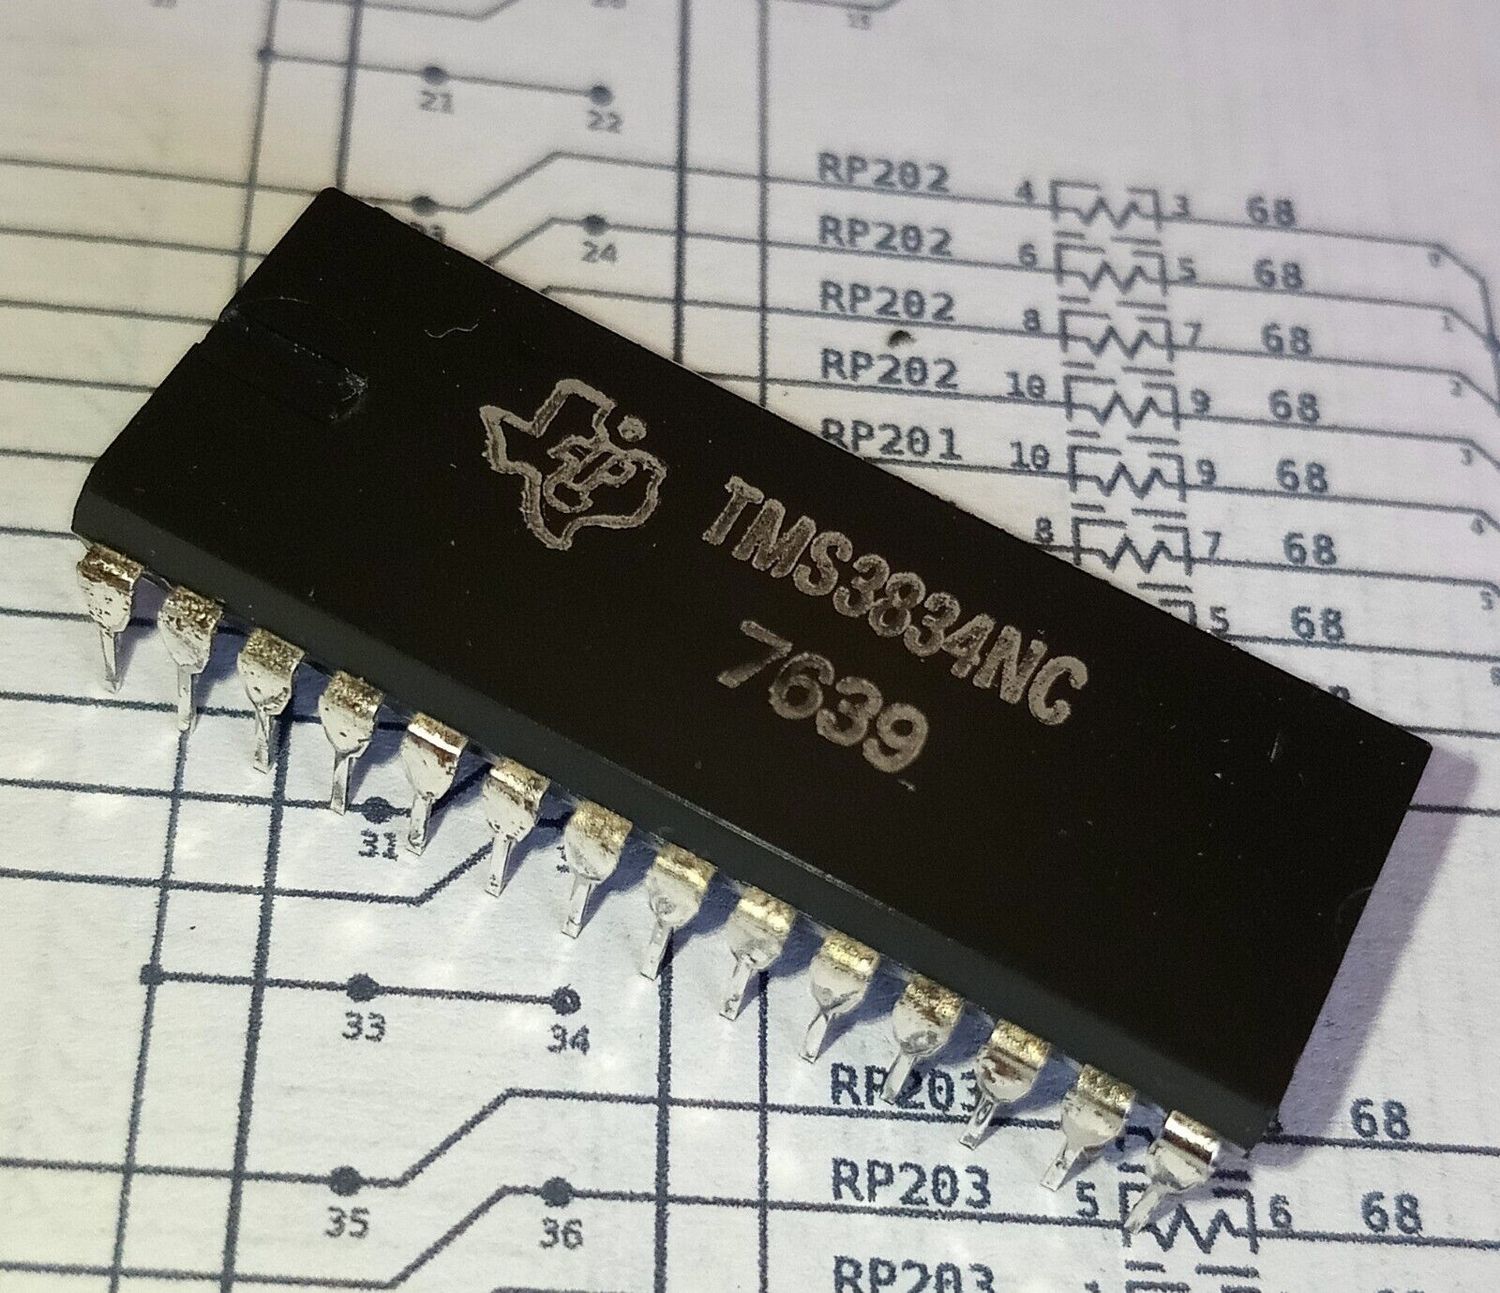 21
22
RP202 4 3 68
24
RP202 6 5 68
RP202 8 7 68
RP202 10 9 68
RP201 10 9 68
8 7 68
5 68
TMS3834NC
7639
33
34
RP203 68
35
36
RP203 5 6 68
RP203